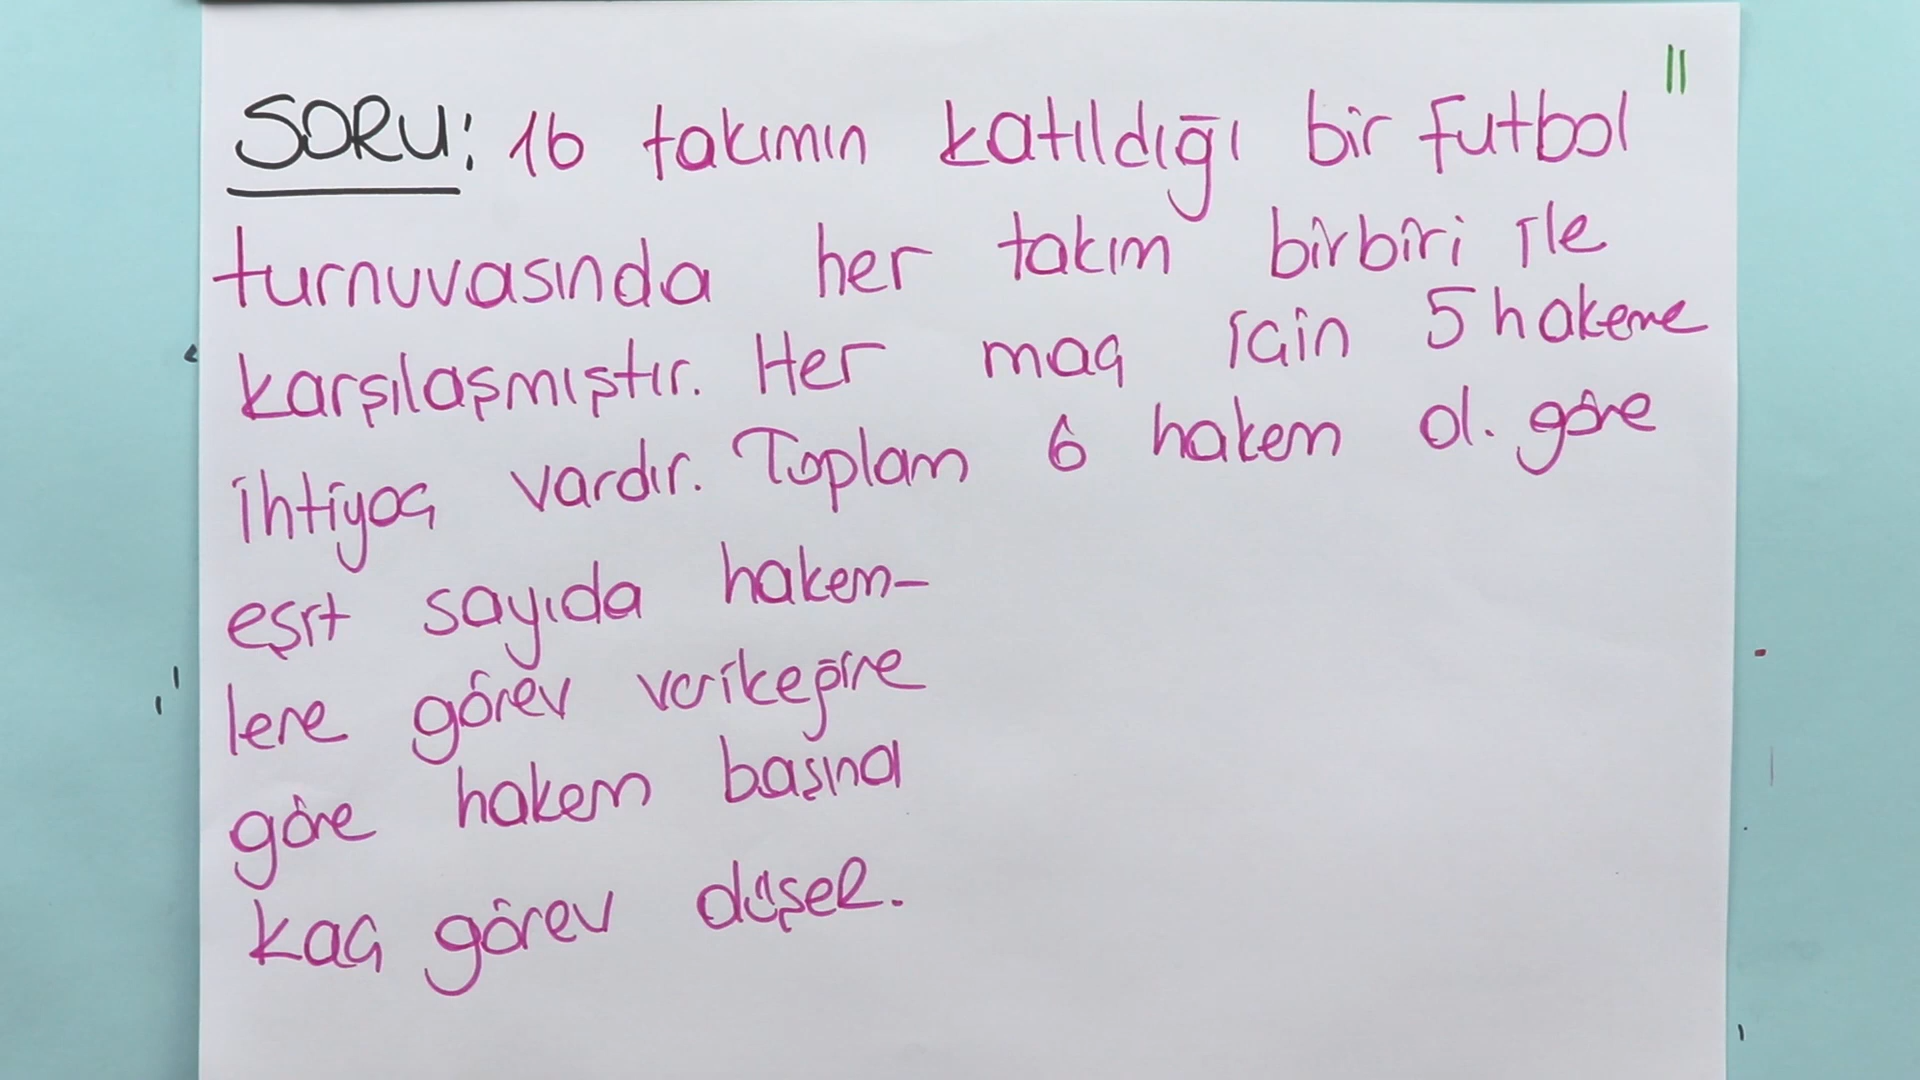 11
SORU: 16 takımın katıldığı bir futbol
turnuvasında her takım birbiri ile
karşılaşmıştır. Her maç için 5 hakeme
ihtiyaç vardır. Toplam 6 hakem ol. göre
eşit sayıda hakem-
lere görev
göre hakem başına
kaç görev düşer.